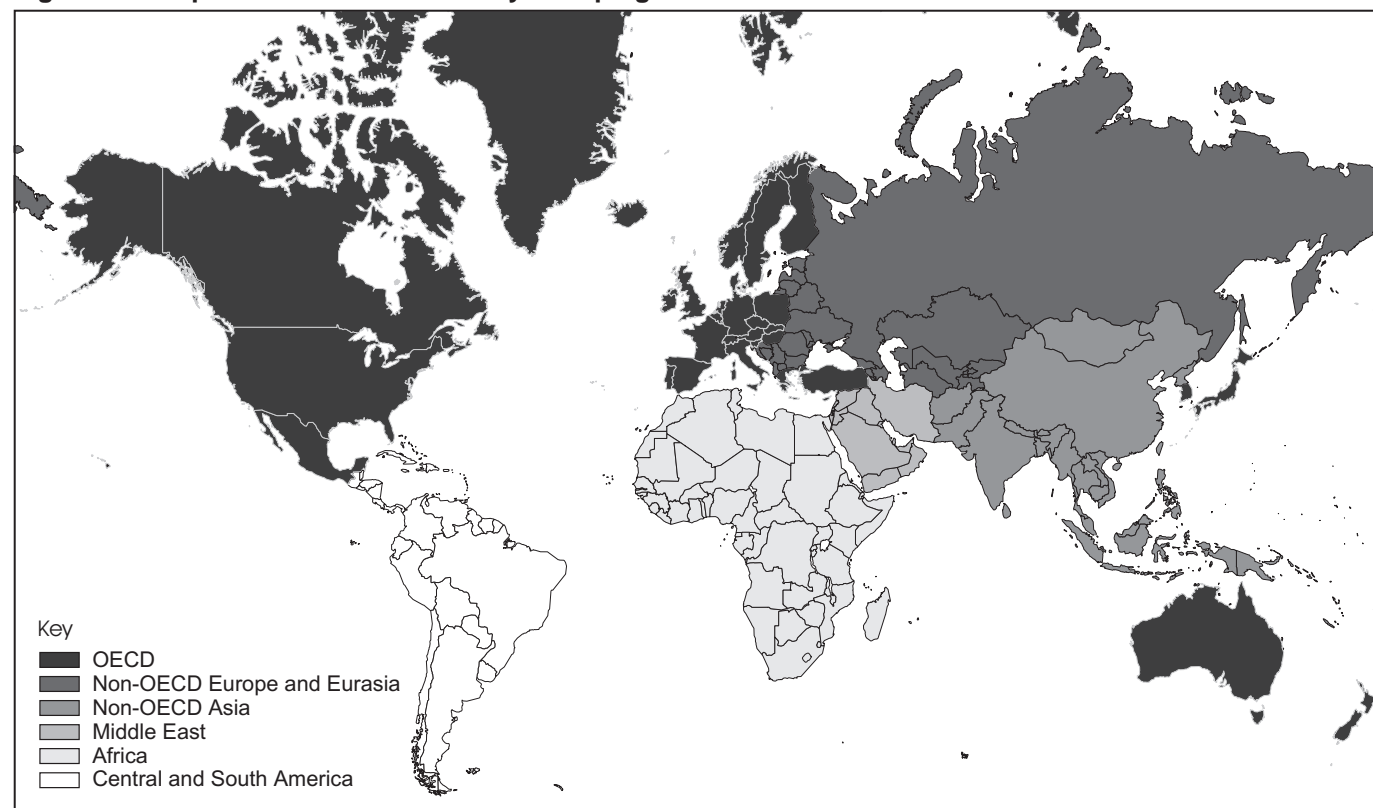 Key
OECD
Non-OECD Europe and Eurasia
Non-OECD Asia
Middle East
Africa
Central and South America